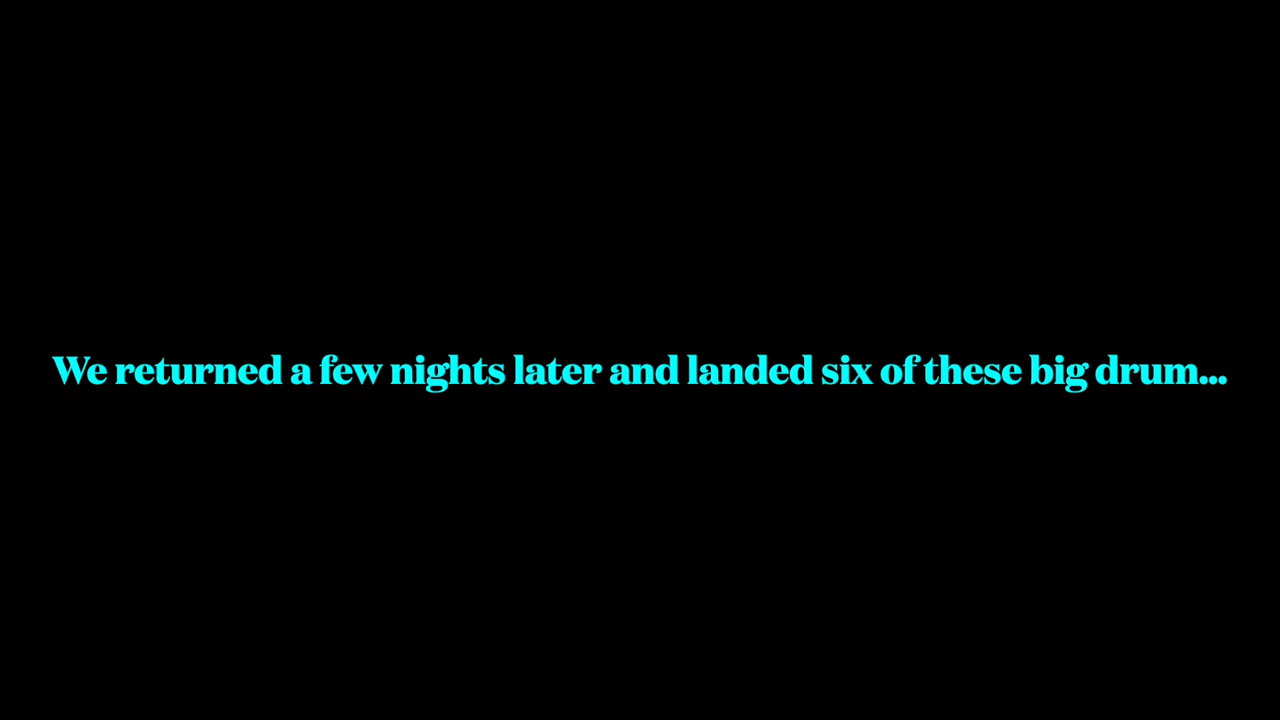 We returned a few nights later and landed six of these big drum...